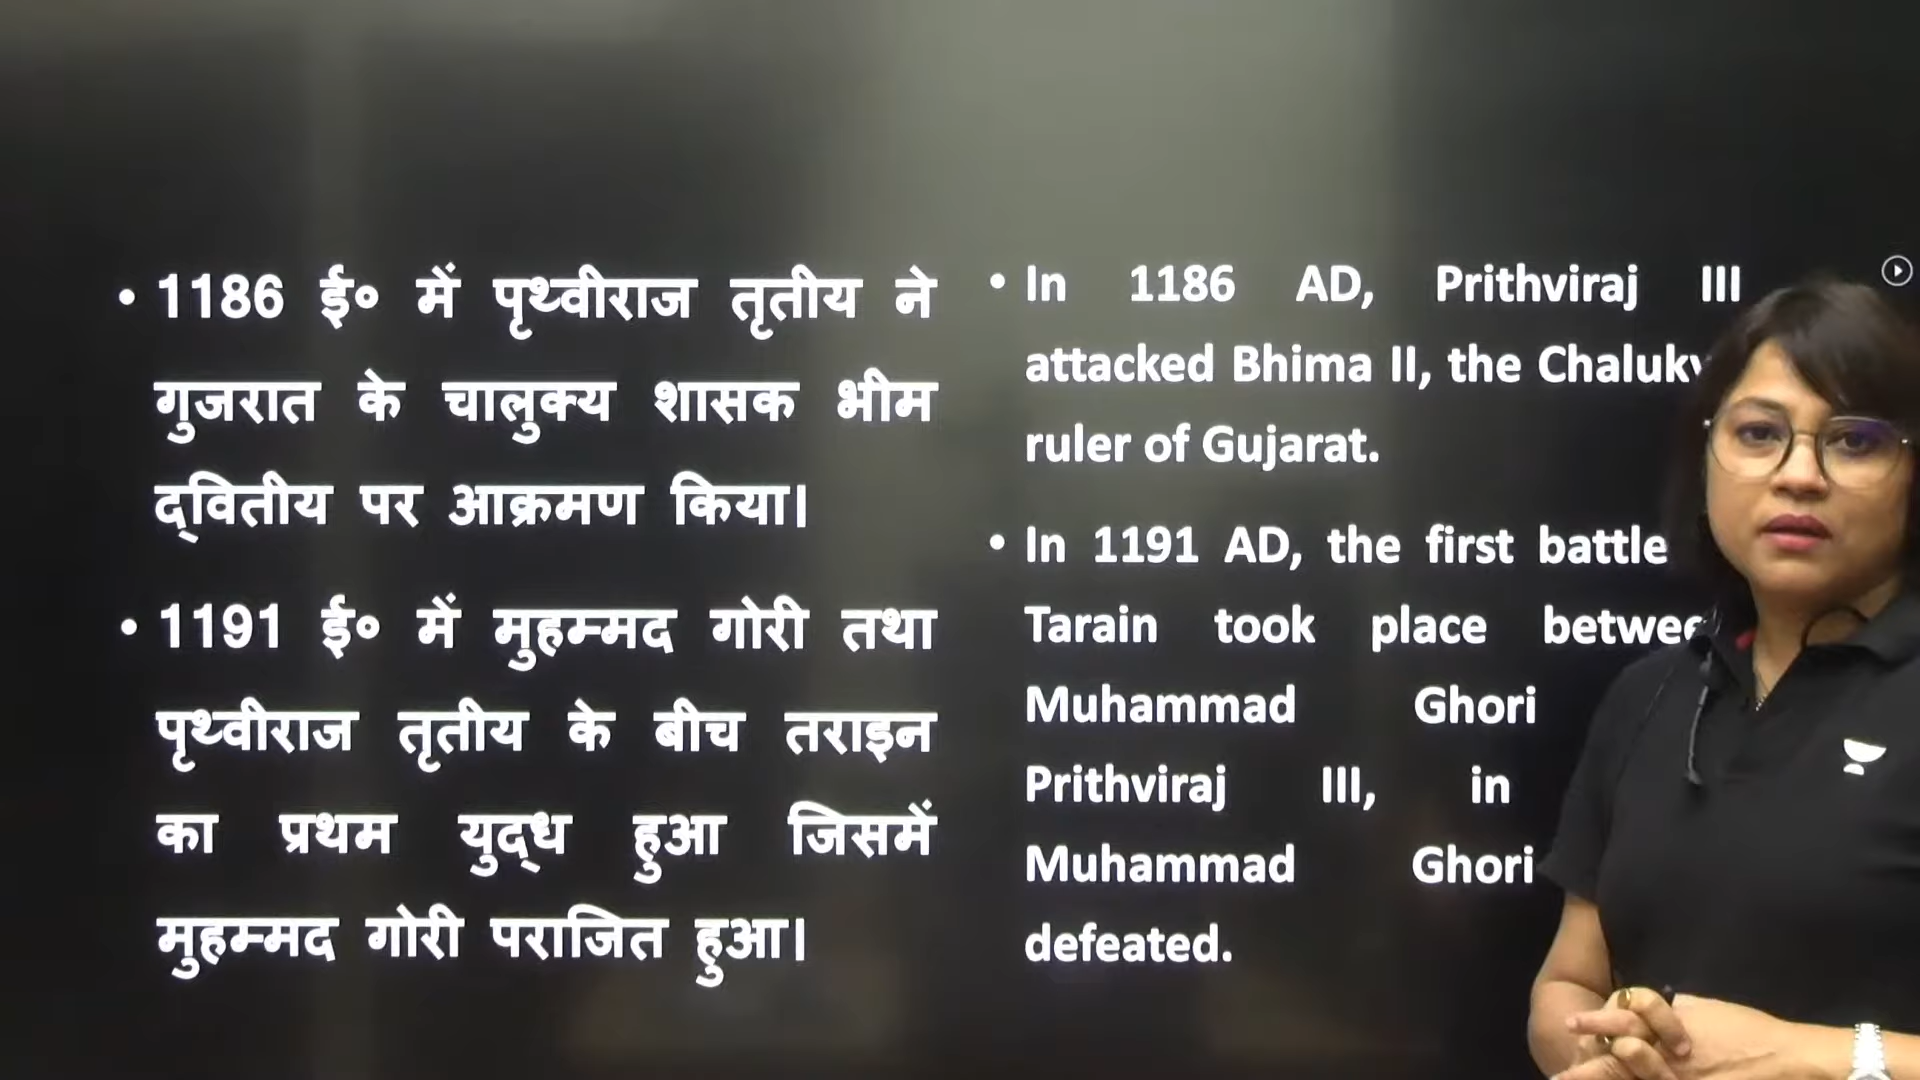 • 1186 ई० में पृथ्वीराज तृतीय ने
गुजरात के चालुक्य शासक भीम
द्वितीय पर आक्रमण किया।
• 1191 ई० में मुहम्मद गोरी तथा
पृथ्वीराज तृतीय के बीच तराइन
का प्रथम युद्ध हुआ जिसमें
मुहम्मद गोरी पराजित हुआ।
• In 1186 AD, Prithviraj III
attacked Bhima II, the
ruler of Gujarat.
• In 1191 AD, the first battle
Tarain took place
Muhammad Ghori
Prithviraj III, in
Muhammad Ghori
defeated.